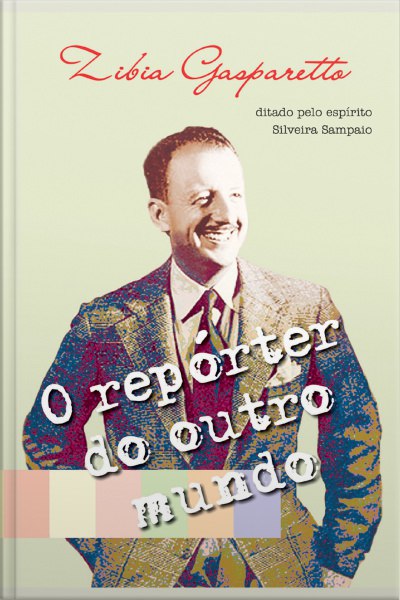 Zibia Gasparetto
ditado pelo espírito
Silveira Sampaio
O repórter
do outro
mundo